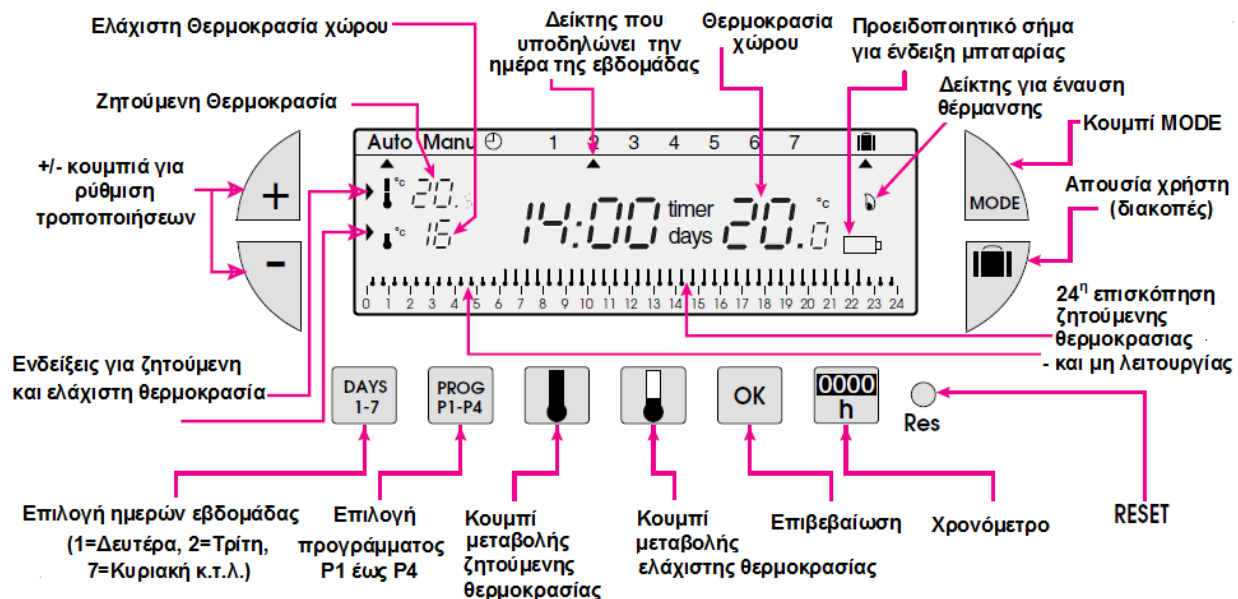 Ελάχιστη Θερμοκρασία χώρου
Δείκτης που
υποδηλώνει την
ημέρα της εβδομάδας
Θερμοκρασία
χώρου
Προειδοποιητικό σήμα
για ένδειξη μπαταρίας
Ζητούμενη Θερμοκρασία
Δείκτης για έναυση
θέρμανσης
Κουμπί MODE
+/- κουμπιά για
ρύθμιση
τροποποιήσεων
+
-
Auto Manu 1 2 3 4 5 6 7
°c 20.5
°c 16
14:00
timer
days
20.0 °c
0 1 2 3 4 5 6 7 8 9 10 11 12 13 14 15 16 17 18 19 20 21 22 23 24
MODE
Απουσία χρήστη
(διακοπές)
24η επισκόπηση
ζητούμενης
θερμοκρασιας
- και μη λειτουργίας
Ενδείξεις για ζητούμενη
και ελάχιστη θερμοκρασία
DAYS
1-7
PROG
P1-P4
OK
0000
h
Res
Επιλογή ημερών εβδομάδας
(1=Δευτέρα, 2=Τρίτη,
7=Κυριακή κ.τ.λ.)
Επιλογή
προγράμματος
P1 έως P4
Κουμπί
μεταβολής
ζητούμενης
θερμοκρασίας
Κουμπί
μεταβολής
ελάχιστης θερμοκρασίας
Επιβεβαίωση
Χρονόμετρο
RESET